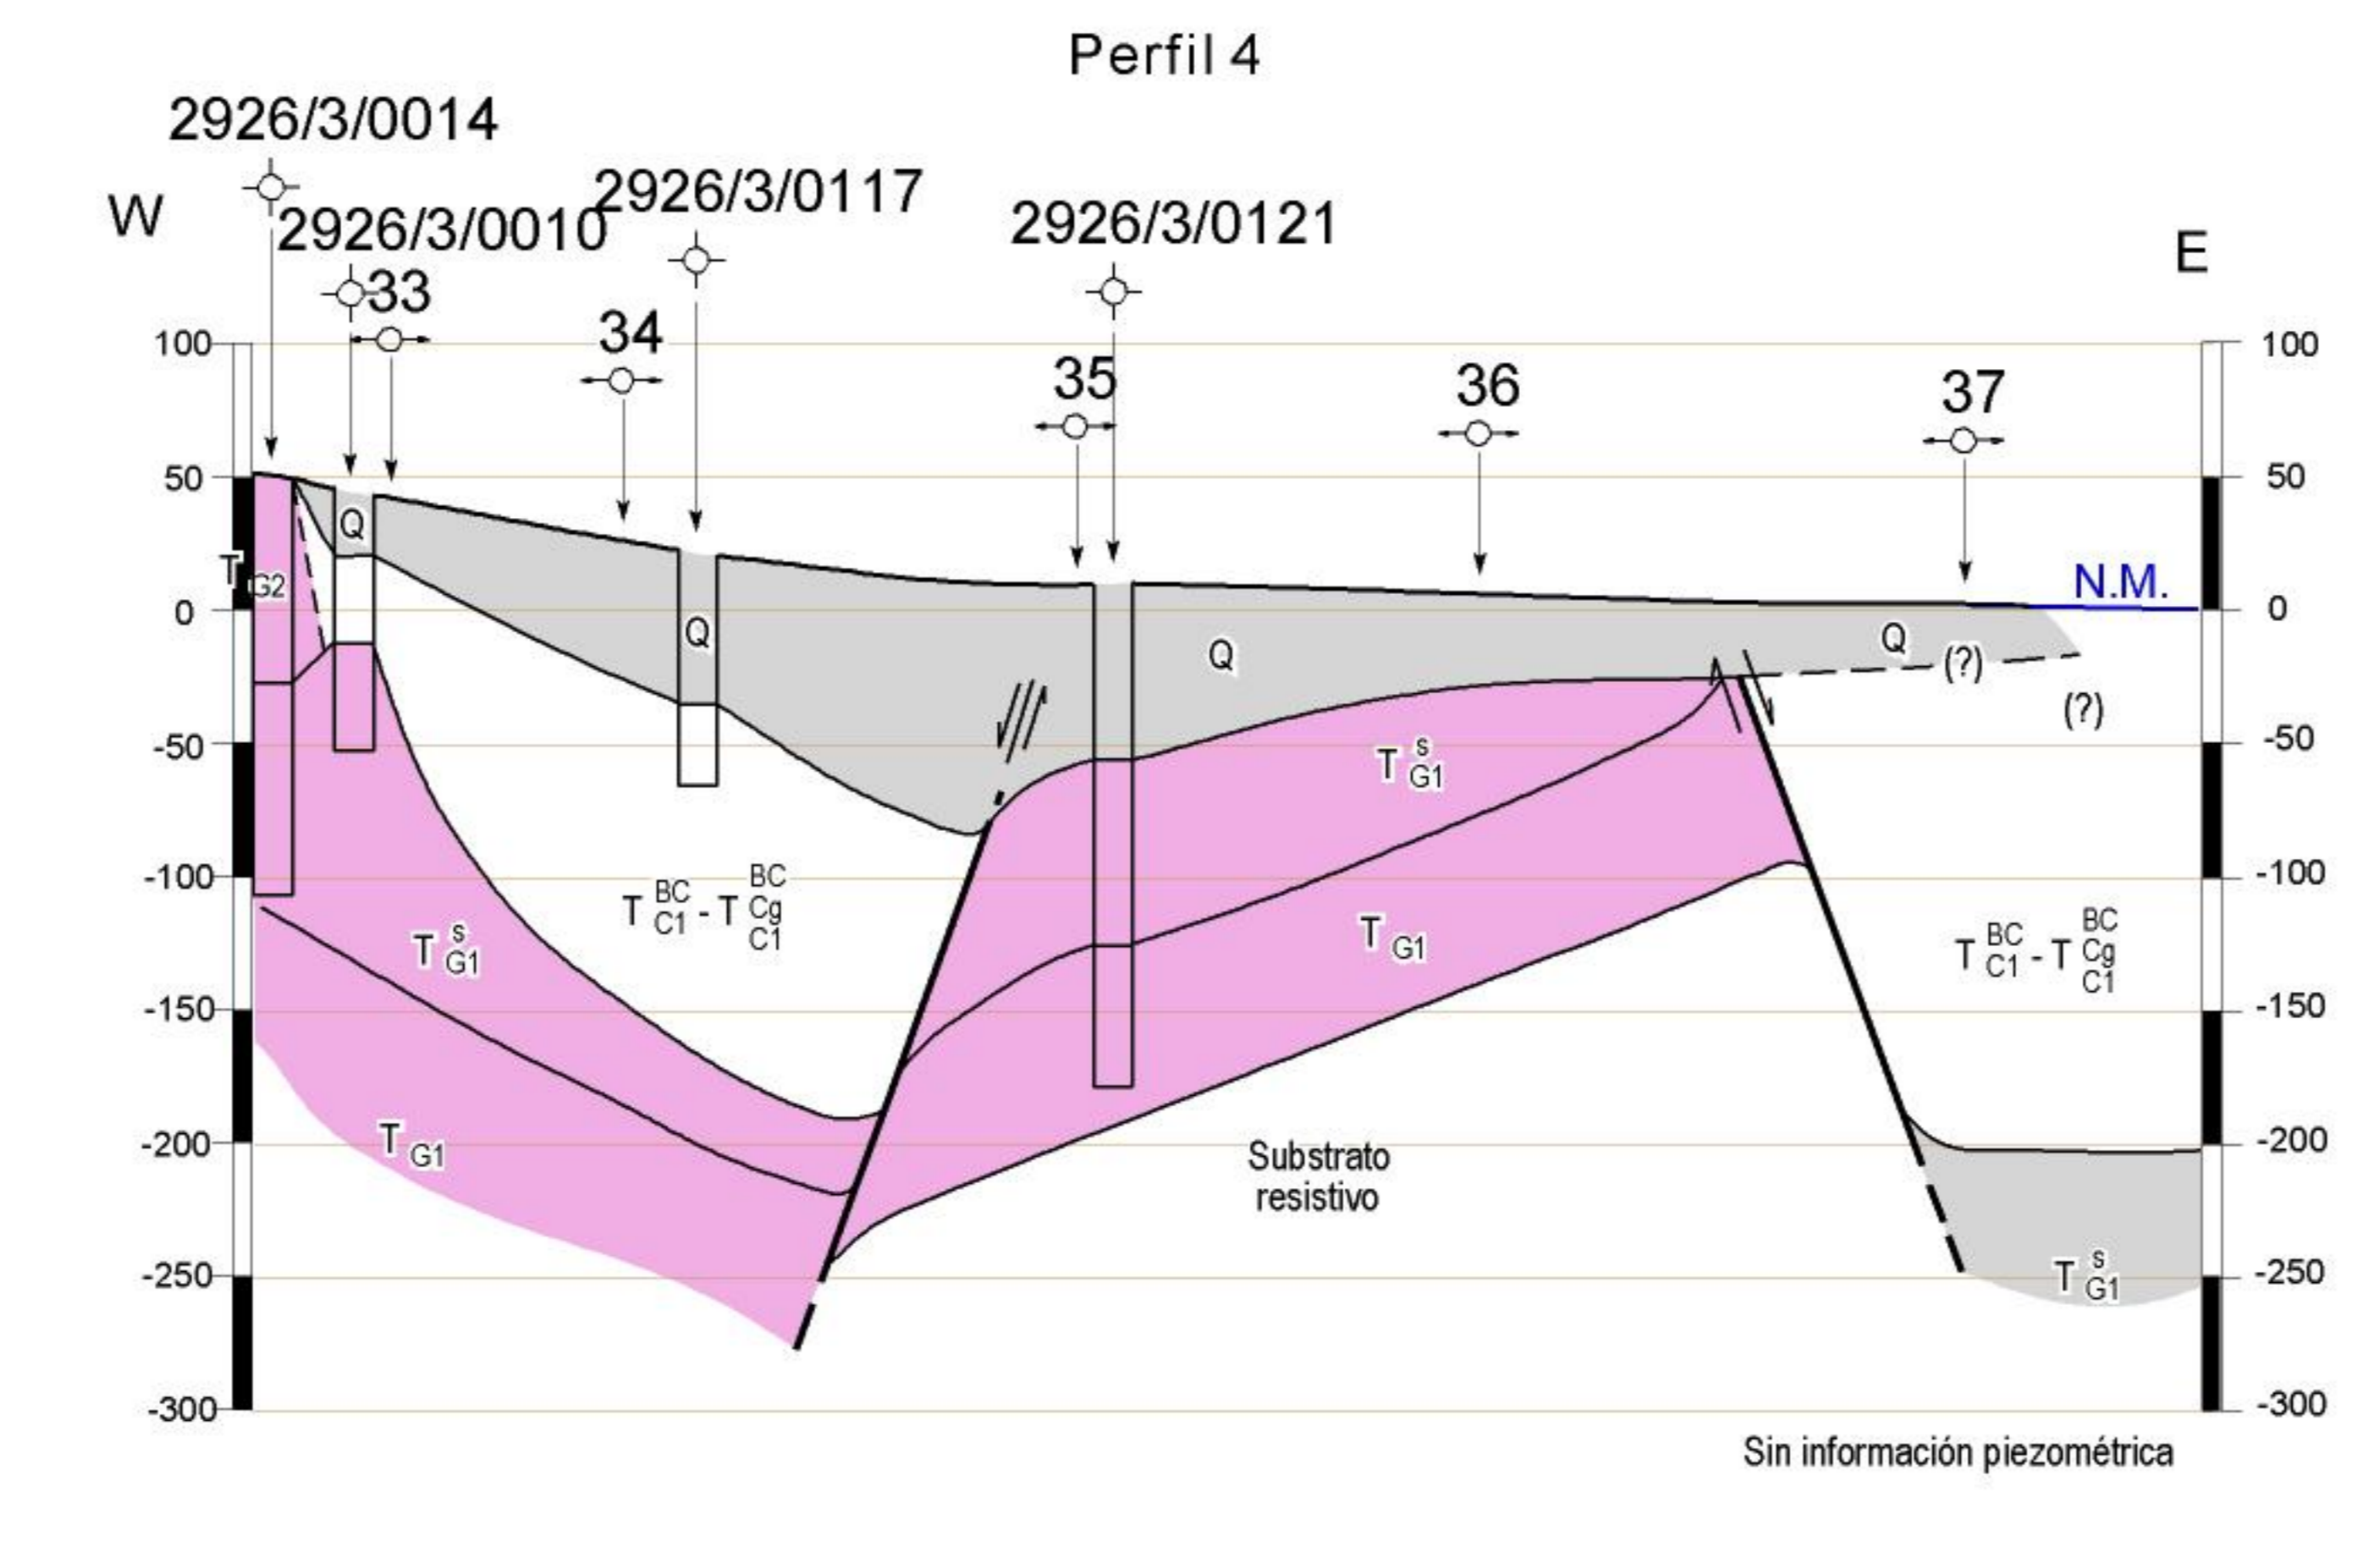 Perfil 4
2926/3/0014
2926/3/0117
W
2926/3/0010
2926/3/0121
E
33
34
35
36
37
100
100
50
50
Q
T G2
N.M.
0
0
Q
Q
Q
(?)
(?)
-50
-50
T S G1
-100
-100
T BC C1 - T BC Cg C1
T S G1
T G1
T BC C1 - T BC Cg C1
-150
-150
T G1
-200
-200
Substrato
resistivo
-250
-250
T S G1
-300
-300
Sin información piezométrica